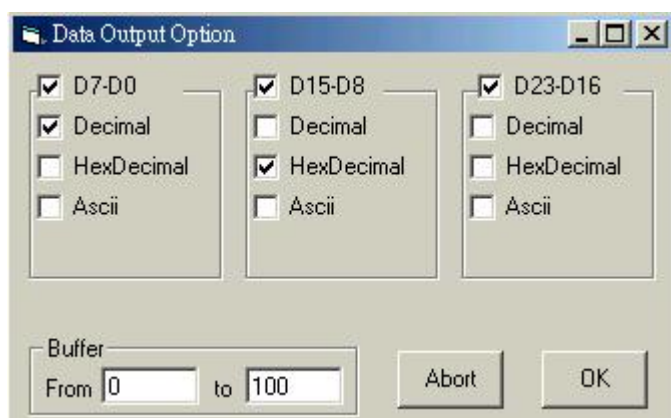 Data Output Option
D7-D0
Decimal
HexDecimal
Ascii
D15-D8
Decimal
HexDecimal
Ascii
D23-D16
Decimal
HexDecimal
Ascii
Buffer
From 0 to 100
Abort
OK